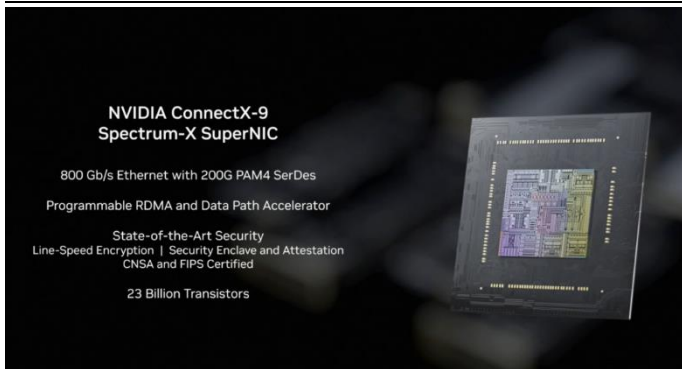 NVIDIA ConnectX-9
Spectrum-X SuperNIC
800 Gb/s Ethernet with 200G PAM4 SerDes
Programmable RDMA and Data Path Accelerator
State-of-the-Art Security
Line-Speed Encryption | Security Enclave and Attestation
CNSA and FIPS Certified
23 Billion Transistors